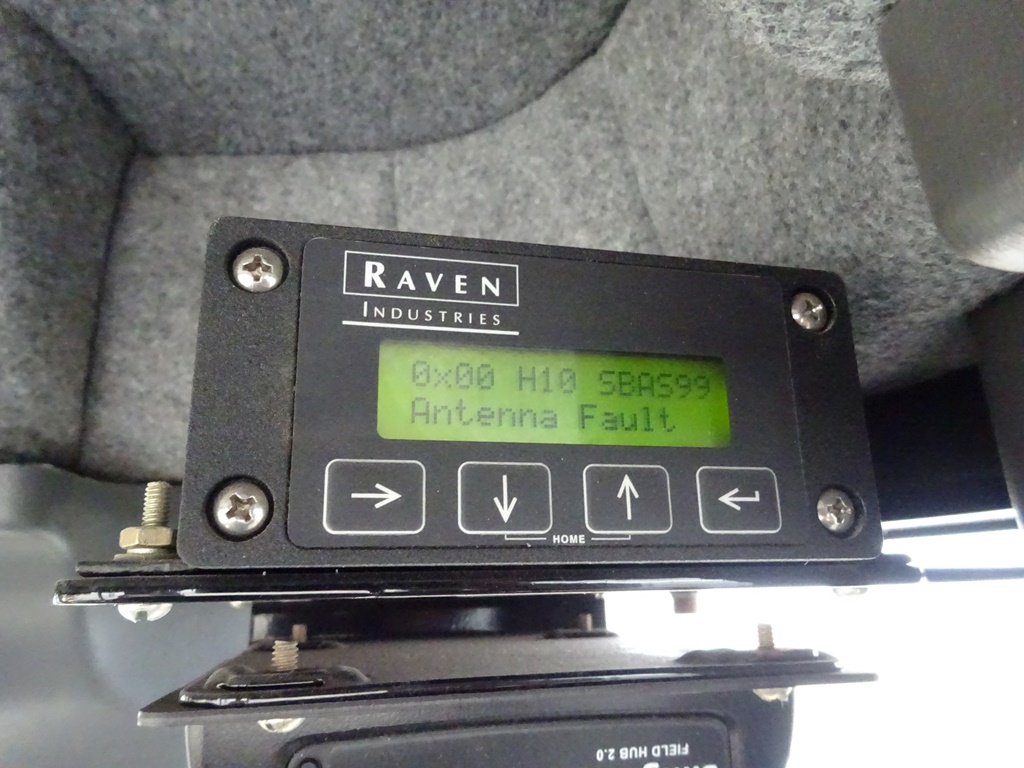 RAVEN
INDUSTRIES
0x00 H10 SBAS99
Antenna Fault
HOME
FIELD HUB 2.0